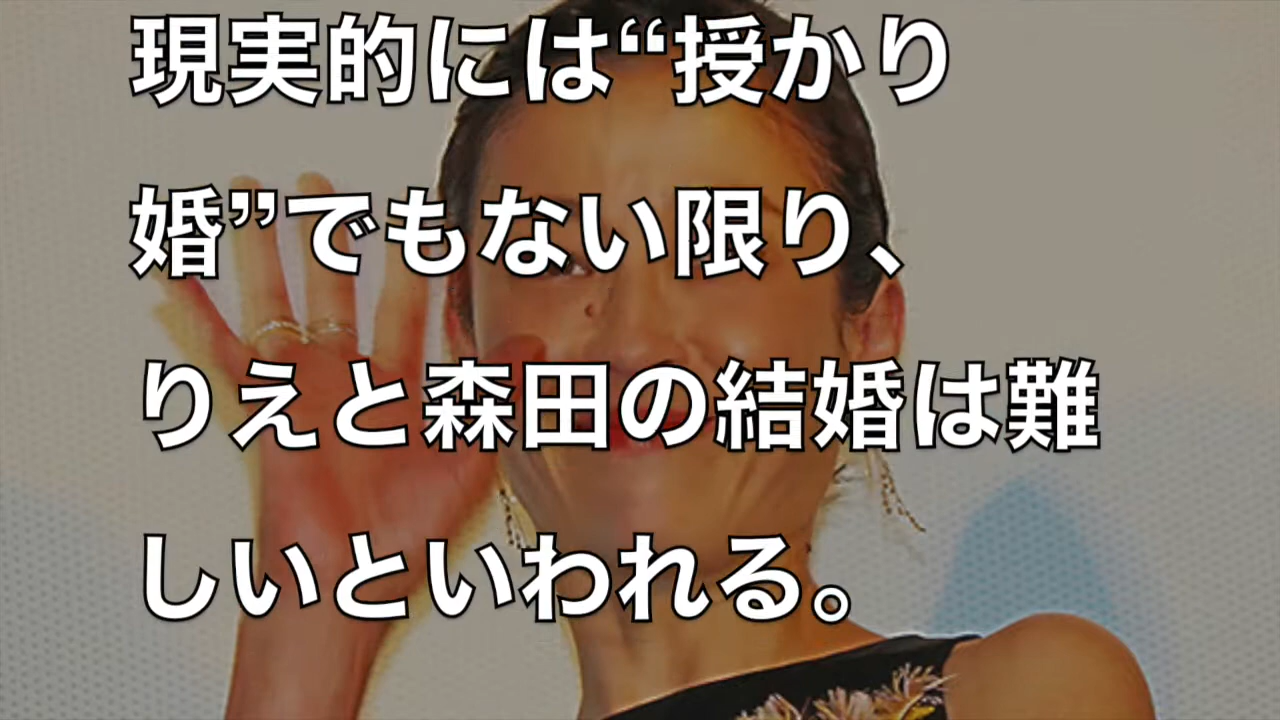 現実的には“授かり
婚”でもない限り、
りえと森田の結婚は難
しいといわれる。